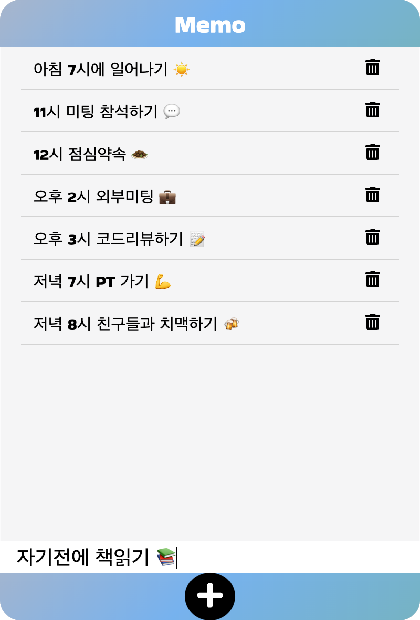 Memo
아침 7시에 일어나기 ☀️
11시 미팅 참석하기 💬
12시 점심약속
오후 2시 외부미팅 💼
오후 3시 코드리뷰하기 📝
저녁 7시 PT 가기 💪
저녁 8시 친구들과 치맥하기 🍻
자기전에 책읽기 📚